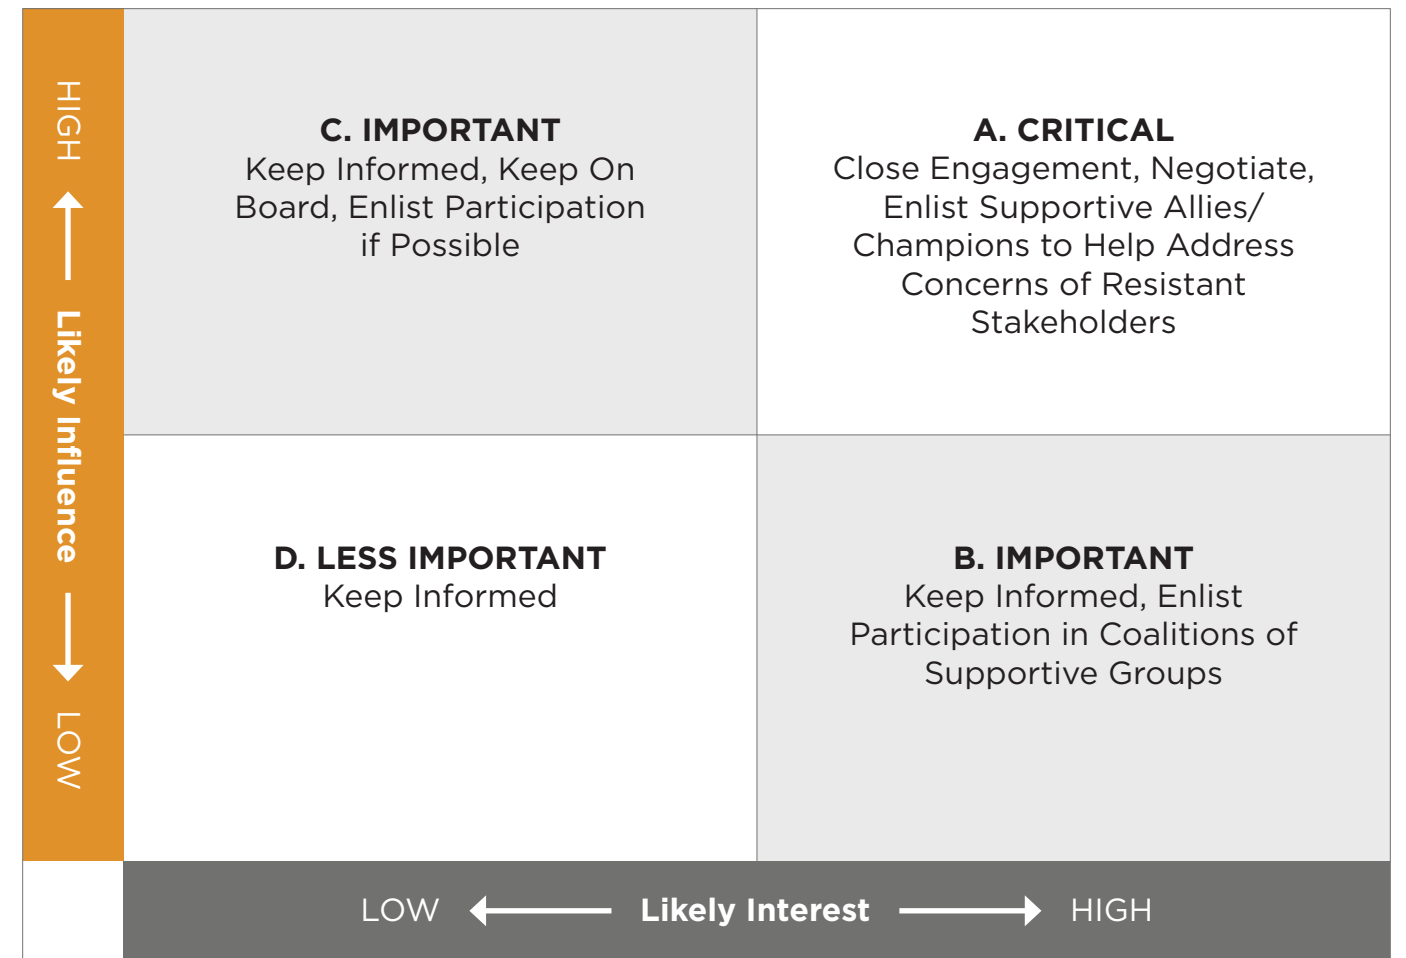 HIGH
Likely Influence
LOW
C. IMPORTANT
Keep Informed, Keep On
Board, Enlist Participation
if Possible
A. CRITICAL
Close Engagement, Negotiate,
Enlist Supportive Allies/
Champions to Help Address
Concerns of Resistant
Stakeholders
D. LESS IMPORTANT
Keep Informed
B. IMPORTANT
Keep Informed, Enlist
Participation in Coalitions of
Supportive Groups
LOW Likely Interest HIGH